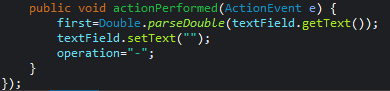 public void actionPerformed(ActionEvent e) {
first=Double.parseDouble(textField.getText());
textField.setText("");
operation="-";
}
});